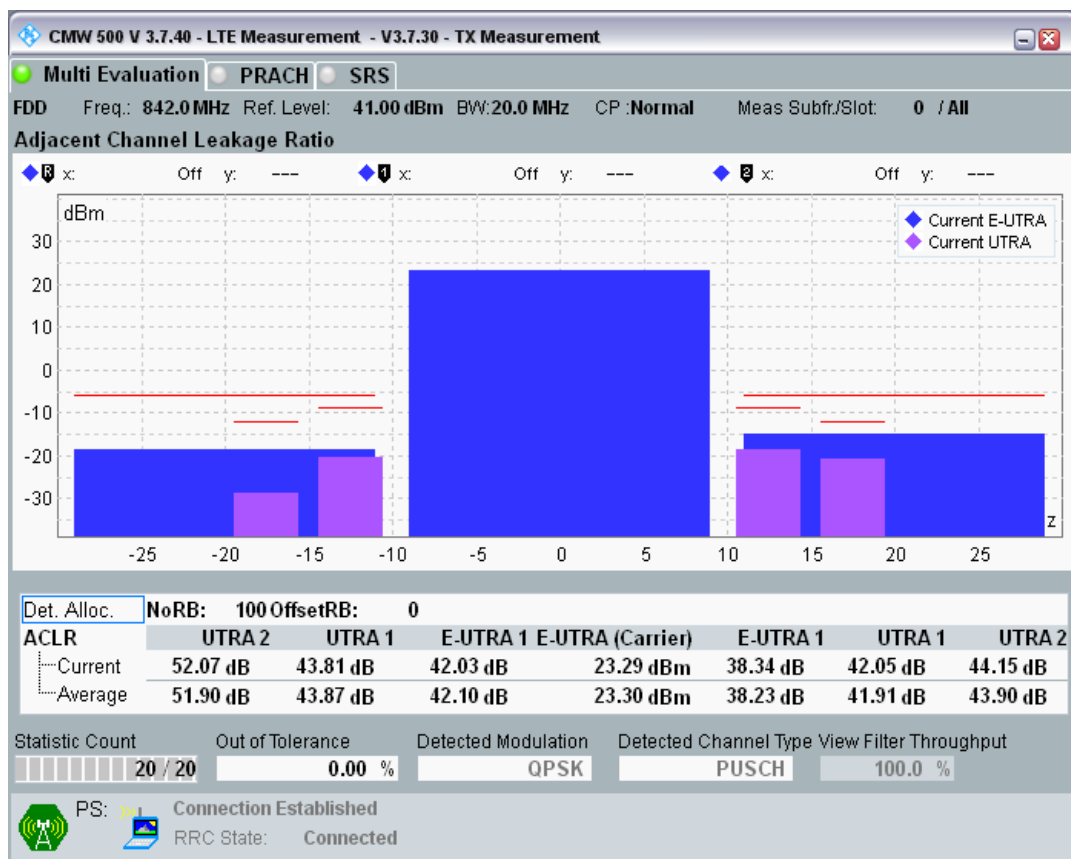 CMW 500 V 3.7.40 - LTE Measurement - V3.7.30 - TX Measurement
Multi Evaluation PRACH SRS
FDD Freq.: 842.0 MHz Ref. Level: 41.00 dBm BW:20.0 MHz CP :Normal Meas Subfr./Slot: 0 / All
Adjacent Channel Leakage Ratio
R x: Off y: --- 1 x: Off y: --- 2 x: Off y: ---
dBm
Current E-UTRA
Current UTRA
30
20
10
0
-10
-20
-30
z
-25 -20 -15 -10 -5 0 5 10 15 20 25
Det. Alloc. NoRB: 100 OffsetRB: 0
ACLR UTRA 2 UTRA 1 E-UTRA 1 E-UTRA (Carrier) E-UTRA 1 UTRA 1 UTRA 2
Current 52.07 dB 43.81 dB 42.03 dB 23.29 dBm 38.34 dB 42.05 dB 44.15 dB
Average 51.90 dB 43.87 dB 42.10 dB 23.30 dBm 38.23 dB 41.91 dB 43.90 dB
Statistic Count Out of Tolerance Detected Modulation Detected Channel Type View Filter Throughput
20 / 20 0.00 % QPSK PUSCH 100.0 %
PS: Connection Established
RRC State: Connected